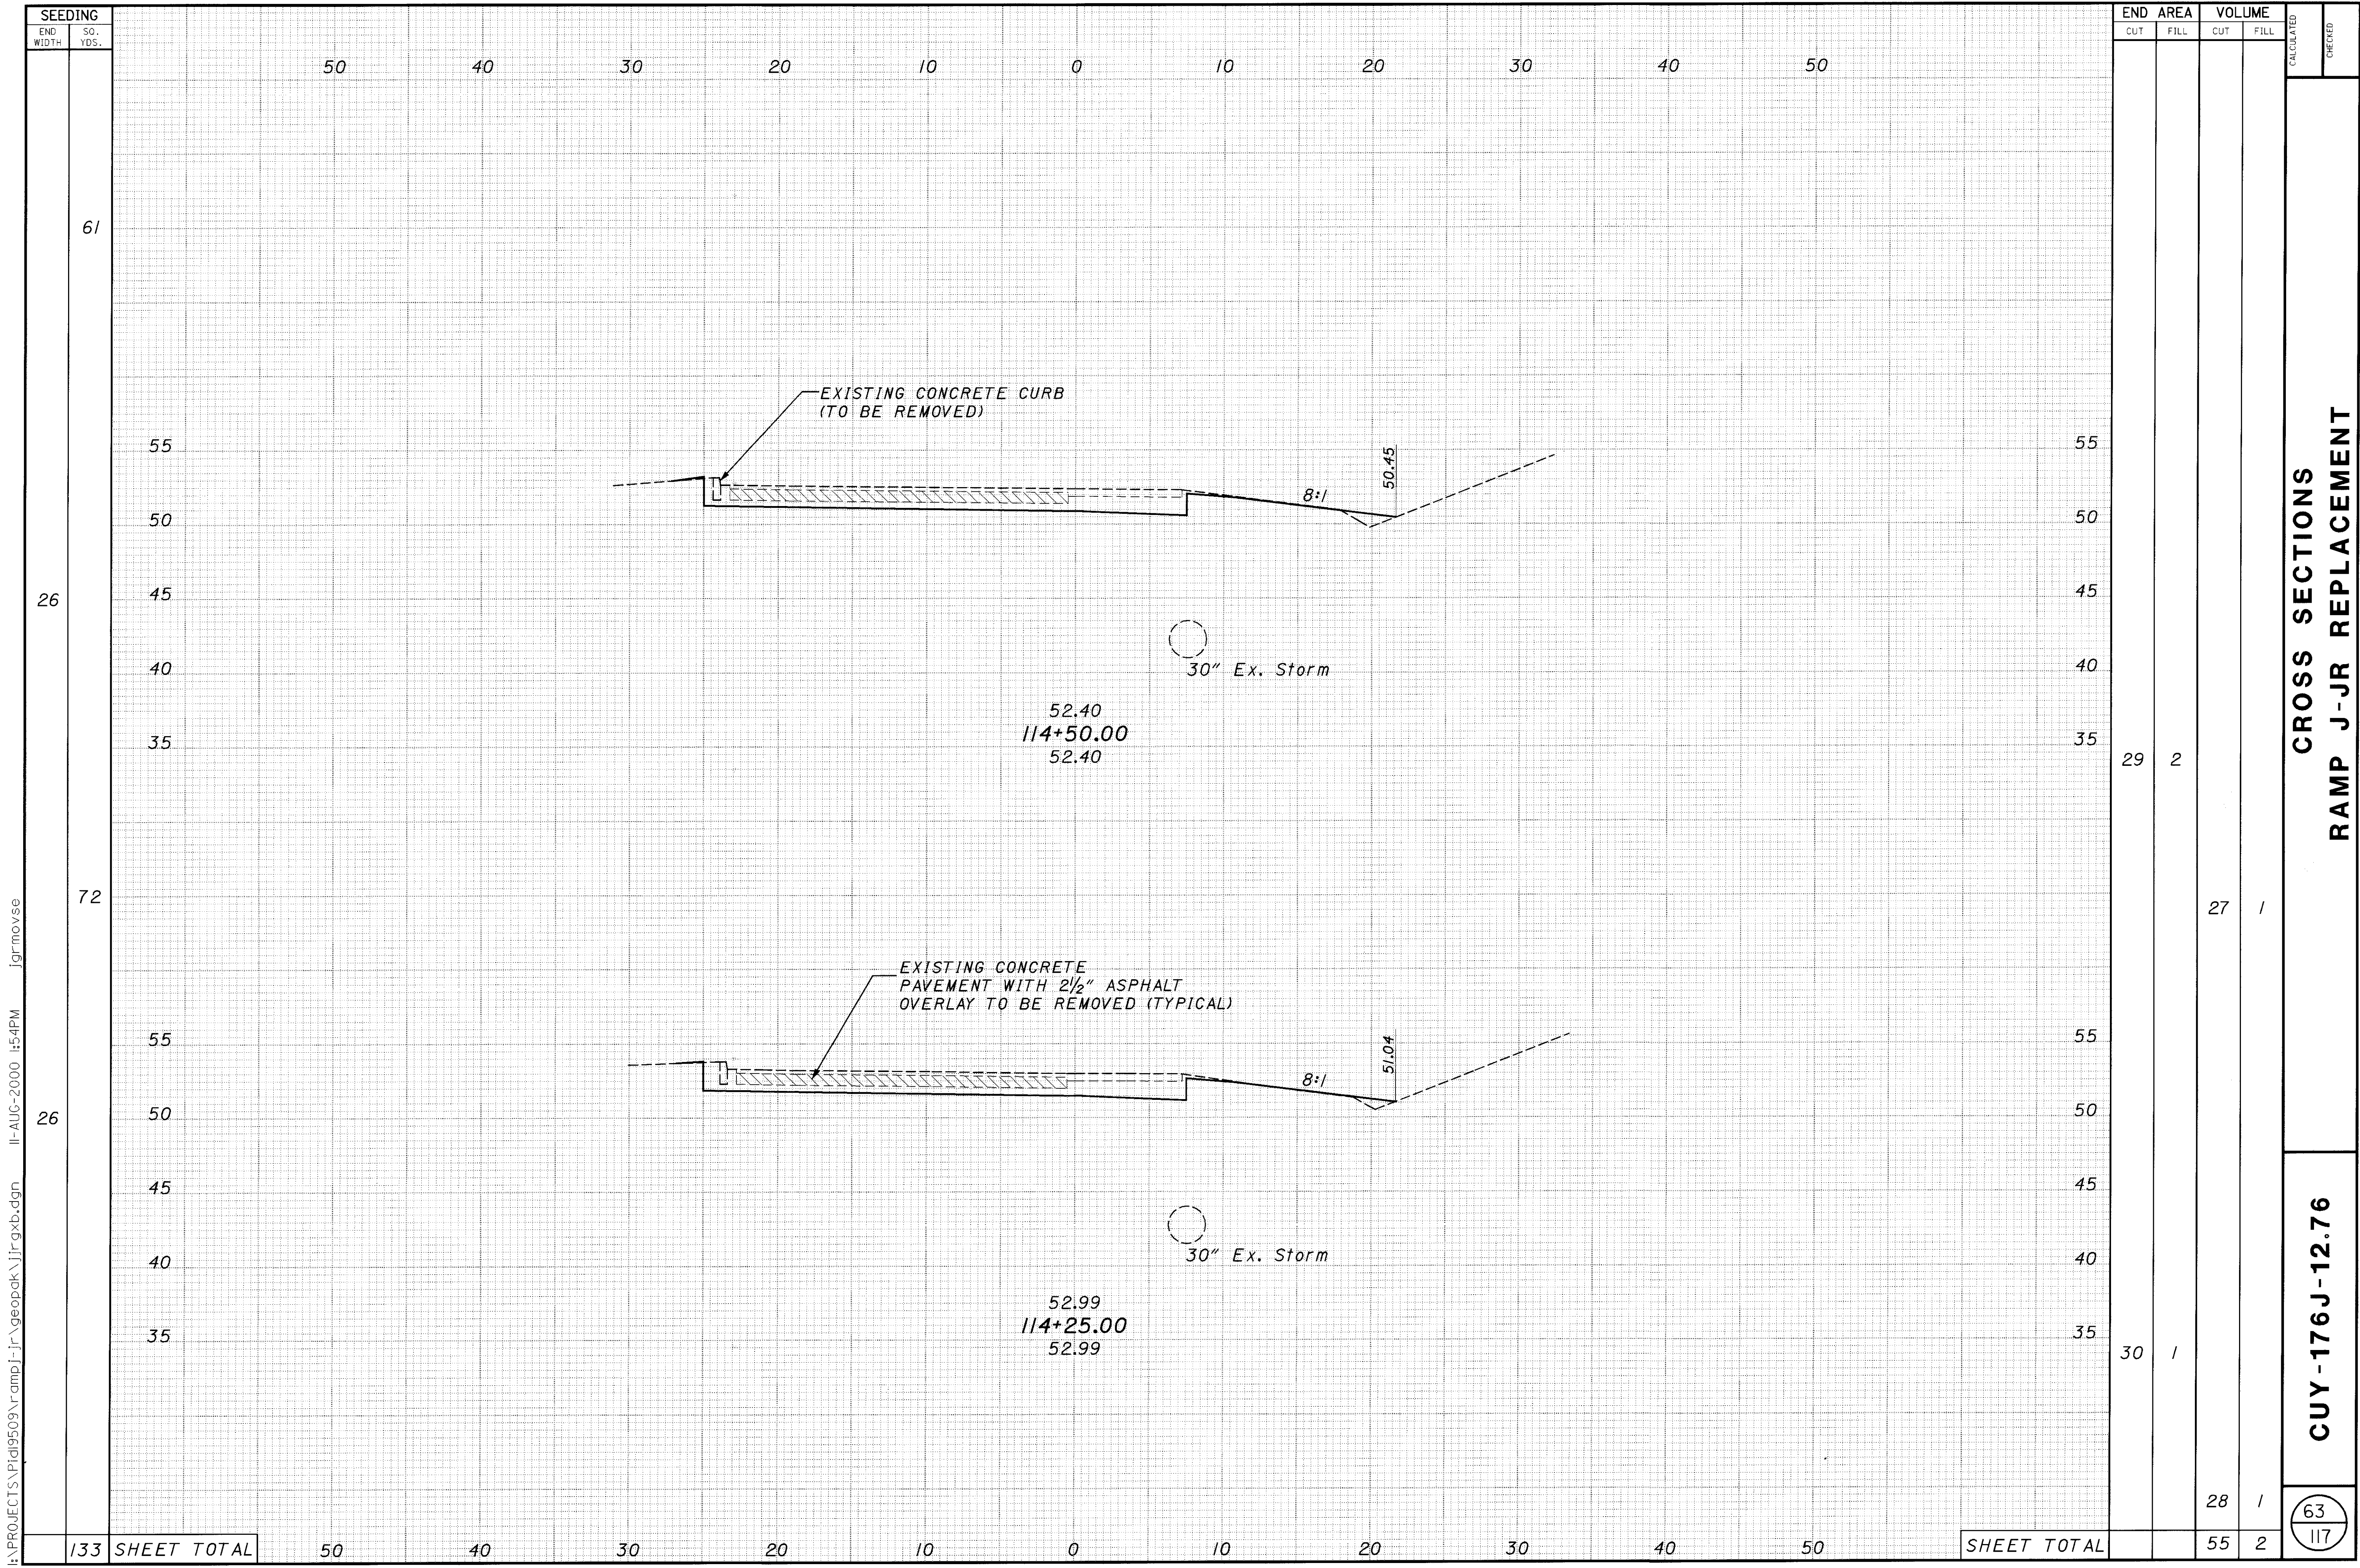 SEEDING
END WIDTH
SQ. YDS.
END AREA
VOLUME
CUT
FILL
CUT
FILL
CALCULATED
CHECKED
50 40 30 20 10 0 10 20 30 40 50
61
EXISTING CONCRETE CURB
(TO BE REMOVED)
55
50.45
55
8:1
50
50
26
45
45
30" Ex. Storm
40
40
52.40
114+50.00
52.40
35
35
29
2
72
27
1
EXISTING CONCRETE
PAVEMENT WITH 2½" ASPHALT
OVERLAY TO BE REMOVED (TYPICAL)
55
51.04
55
8:1
26
50
50
45
45
30" Ex. Storm
40
40
52.99
114+25.00
52.99
35
35
30
1
28
1
133
SHEET TOTAL
50 40 30 20 10 0 10 20 30 40 50
SHEET TOTAL
55
2
CROSS SECTIONS
RAMP J-JR REPLACEMENT
CUY-176J-12.76
63
117
I:\PROJECTS\Pid19509\rampj-jr\geopak\jjrgxb.dgn 11-AUG-2000 1:54PM jgrmovse